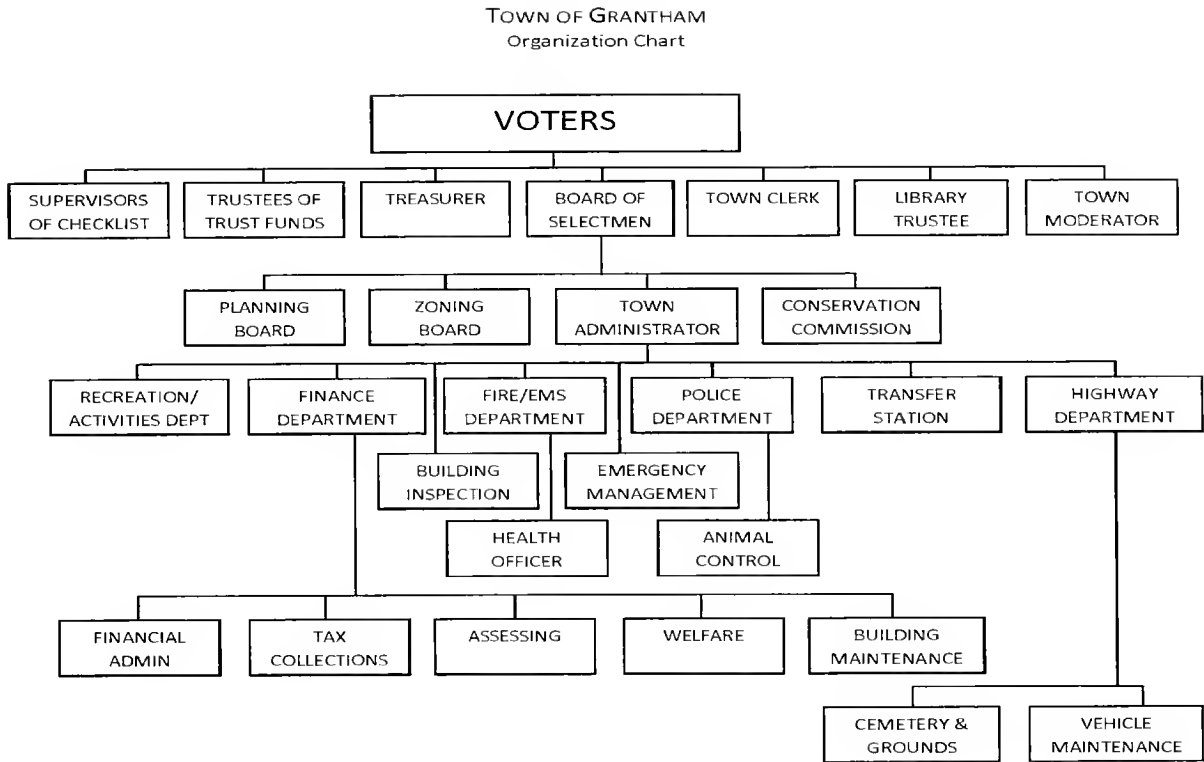 TOWN OF GRANTHAM
Organization Chart
VOTERS
SUPERVISORS
OF CHECKLIST
TRUSTEES OF
TRUST FUNDS
TREASURER
BOARD OF
SELECTMEN
TOWN CLERK
LIBRARY
TRUSTEE
TOWN
MODERATOR
PLANNING
BOARD
ZONING
BOARD
TOWN
ADMINISTRATOR
CONSERVATION
COMMISSION
RECREATION/
ACTIVITIES DEPT
FINANCE
DEPARTMENT
FIRE/EMS
DEPARTMENT
POLICE
DEPARTMENT
TRANSFER
STATION
HIGHWAY
DEPARTMENT
BUILDING
INSPECTION
EMERGENCY
MANAGEMENT
HEALTH
OFFICER
ANIMAL
CONTROL
FINANCIAL
ADMIN
TAX
COLLECTIONS
ASSESSING
WELFARE
BUILDING
MAINTENANCE
CEMETERY &
GROUNDS
VEHICLE
MAINTENANCE